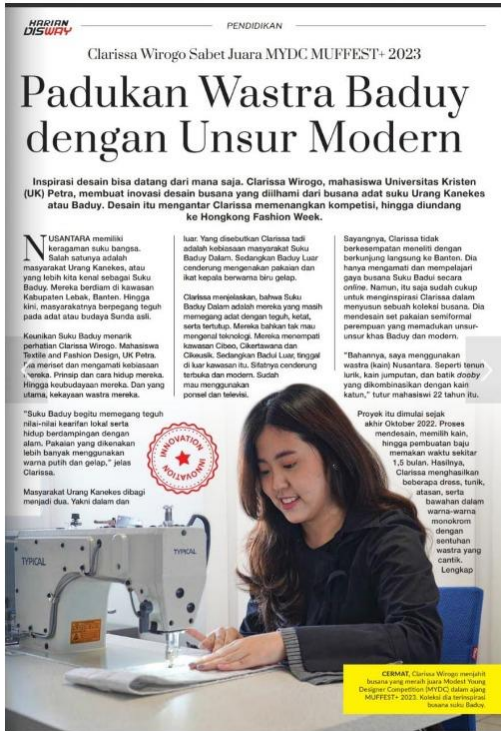 HARIAN
DISWAY
PENDIDIKAN
Clarissa Wirogo Sabet Juara MYDC MUFFEST+ 2023
Padukan Wastra Baduy
dengan Unsur Modern
Inspirasi desain bisa datang dari mana saja. Clarissa Wirogo, mahasiswa Universitas Kristen
(UK) Petra, membuat inovasi desain busana yang diilhami dari busana adat suku Urang Kanekes
atau Baduy. Desain itu mengantar Clarissa memenangkan kompetisi, hingga diundang
ke Hongkong Fashion Week.
NUSANTARA memiliki
keragaman suku bangsa.
Salah satunya adalah
masyarakat Urang Kanekes, atau
yang lebih kita kenal sebagai Suku
Baduy. Mereka berdiam di kawasan
Kabupaten Lebak, Banten. Hingga
kini, masyarakatnya berpegang teguh
pada adat atau budaya Sunda asli.
Keunikan Suku Baduy menarik
perhatian Clarissa Wirogo. Mahasiswa
Textile and Fashion Design, UK Petra.
Dia meriset dan mengamati kebiasaan
mereka. Prinsip dan cara hidup mereka.
Hingga keubudayaan mereka. Dan yang
utama, kekayaan wastra mereka.
"Suku Baduy begitu memegang teguh
nilai-nilai kearifan lokal serta
hidup berdampingan dengan
alam. Pakaian yang dikenakan
lebih banyak menggunakan
warna putih dan gelap," jelas
Clarissa.
Masyarakat Urang Kanekes dibagi
menjadi dua. Yakni dalam dan
luar. Yang disebutkan Clarissa tadi
adalah kebiasaan masyarakat Suku
Baduy Dalam. Sedangkan Baduy Luar
cenderung mengenakan pakaian dan
ikat kepala berwarna biru gelap.
Clarissa menjelaskan, bahwa Suku
Baduy Dalam adalah mereka yang masih
memegang adat dengan teguh, ketat,
serta tertutup. Mereka bahkan tak mau
mengenal teknologi. Mereka menempati
kawasan Cibeo, Cikertawana dan
Cikeusik. Sedangkan Badui Luar, tinggal
di luar kawasan itu. Sifatnya cenderung
terbuka dan modern. Sudah
mau menggunakan
ponsel dan televisi.
Sayangnya, Clarissa tidak
berkesempatan meneliti dengan
berkunjung langsung ke Banten. Dia
hanya mengamati dan mempelajari
gaya busana Suku Badui secara
online. Namun, itu saja sudah cukup
untuk menginspirasi Clarissa dalam
menyusun sebuah koleksi busana. Dia
mendesain set pakaian semiformal
perempuan yang memadukan unsur-
unsur khas Baduy dan modern.
"Bahannya, saya menggunakan
wastra (kain) Nusantara. Seperti tenun
lurik, kain jumputan, dan batik dooby
yang dikombinasikan dengan kain
katun," tutur mahasiswi 22 tahun itu.
Proyek itu dimulai sejak
akhir Oktober 2022. Proses
mendesain, memilih kain,
hingga pembuatan baju
memakan waktu sekitar
1,5 bulan. Hasilnya,
Clarissa menghasilkan
beberapa dress, tunik,
atasan, serta
bawahan dalam
warna-warna
monokrom
dengan
sentuhan
wastra yang
cantik.
Lengkap
INNOVATION
INNOVATION
INNOVATION
TYPICAL
TYPICAL
CERMAT, Clarissa Wirogo menjahit
busana yang meraih juara Modest Young
Designer Competition (MYDC) dalam ajang
MUFFEST+ 2023. Koleksi dia terinspirasi
busana suku Baduy.